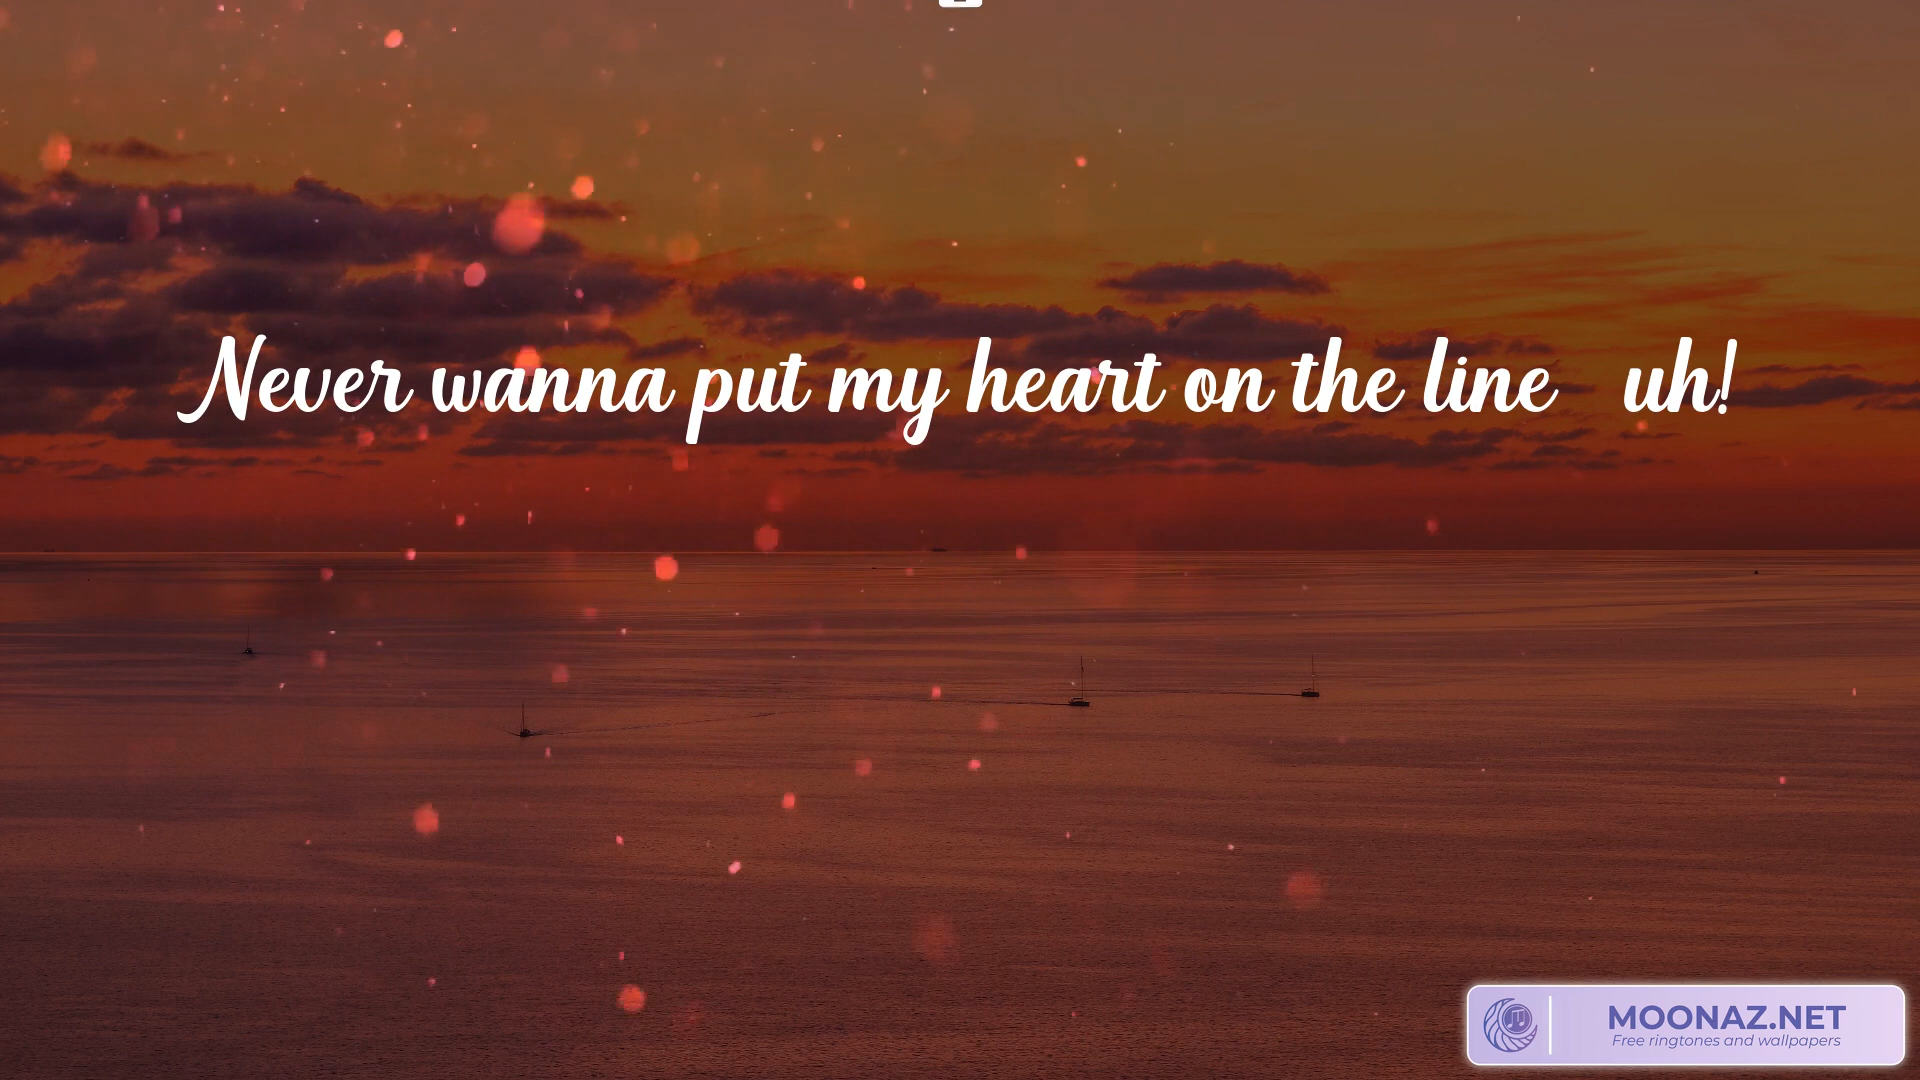 Never wanna put my heart on the line uh!
MOONAZ.NET
Free ringtones and wallpapers